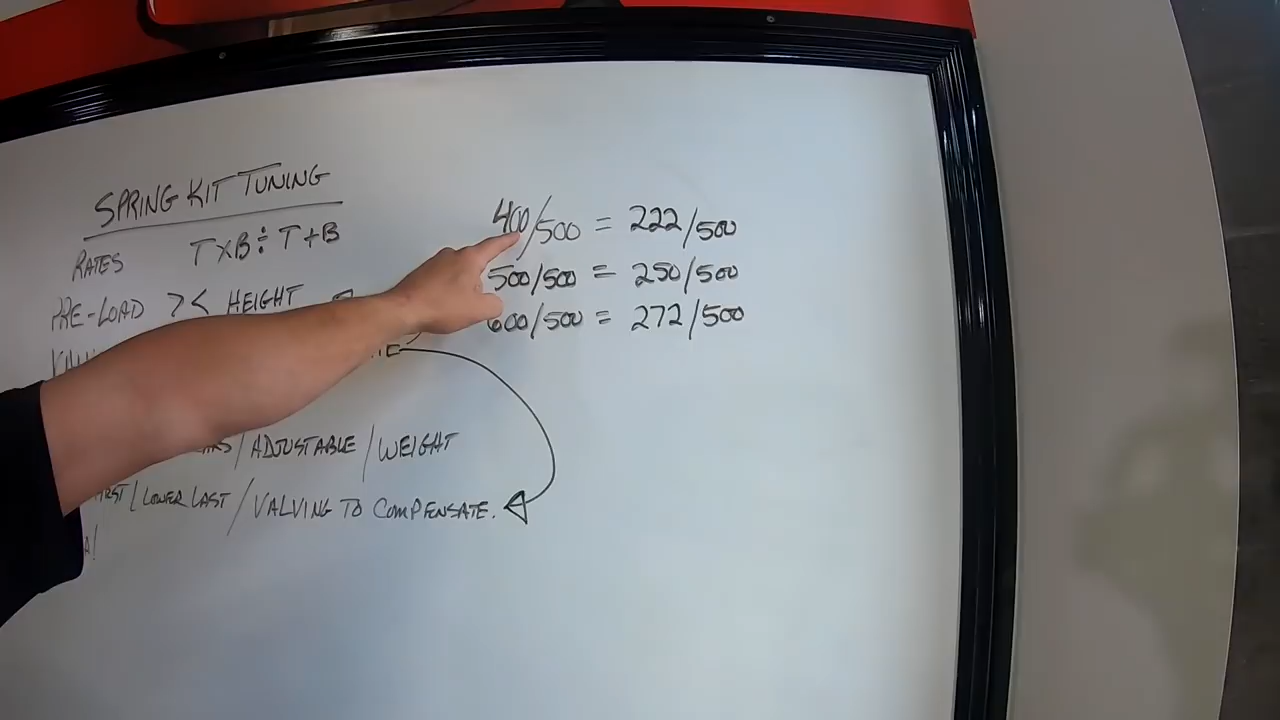 SPRING KIT TUNING
RATES T×B÷T+B
PRE-LOAD >< HEIGHT
/ADJUSTABLE/WEIGHT
/LOWER LAST/VALVING TO COMPENSATE.
400/500 = 222/500
500/500 = 250/500
600/500 = 272/500